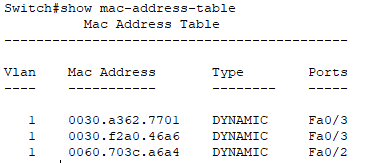 Switch#show mac-address-table
Mac Address Table
-------------------------------------------
Vlan    Mac Address       Type        Ports
----    -----------       --------    -----
1    0030.a362.7701    DYNAMIC     Fa0/3
1    0030.f2a0.46a6    DYNAMIC     Fa0/3
1    0060.703c.a6a4    DYNAMIC     Fa0/2